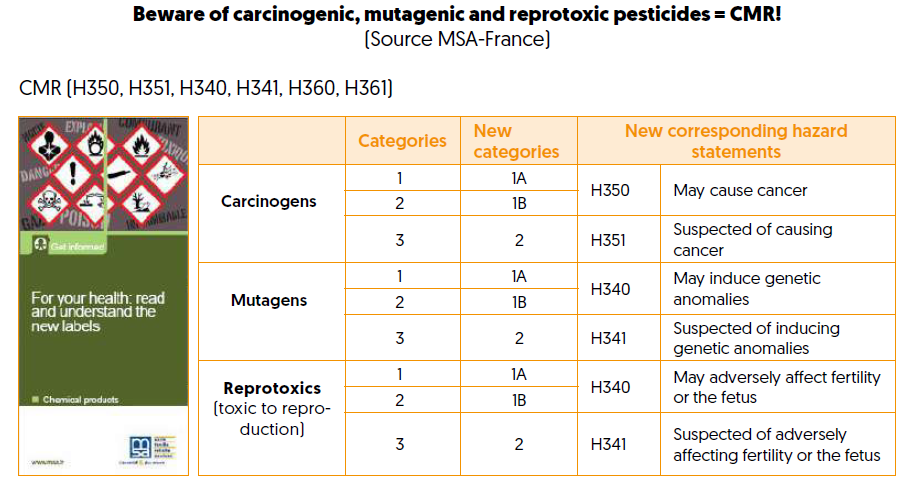 Beware of carcinogenic, mutagenic and reprotoxic pesticides = CMR!
(Source MSA-France)
CMR (H350, H351, H340, H341, H360, H361)
EXPL
DANG
POIS
Get informed
For your health: read
and understand the
new labels
Chemical products
www.msa.fr
Categories
New
categories
New corresponding hazard
statements
Carcinogens
1
1A
2
1B
H350
May cause cancer
3
2
H351
Suspected of causing
cancer
Mutagens
1
1A
2
1B
H340
May induce genetic
anomalies
3
2
H341
Suspected of inducing
genetic anomalies
Reprotoxics
(toxic to repro-
duction)
1
1A
2
1B
H340
May adversely affect fertility
or the fetus
3
2
H341
Suspected of adversely
affecting fertility or the fetus